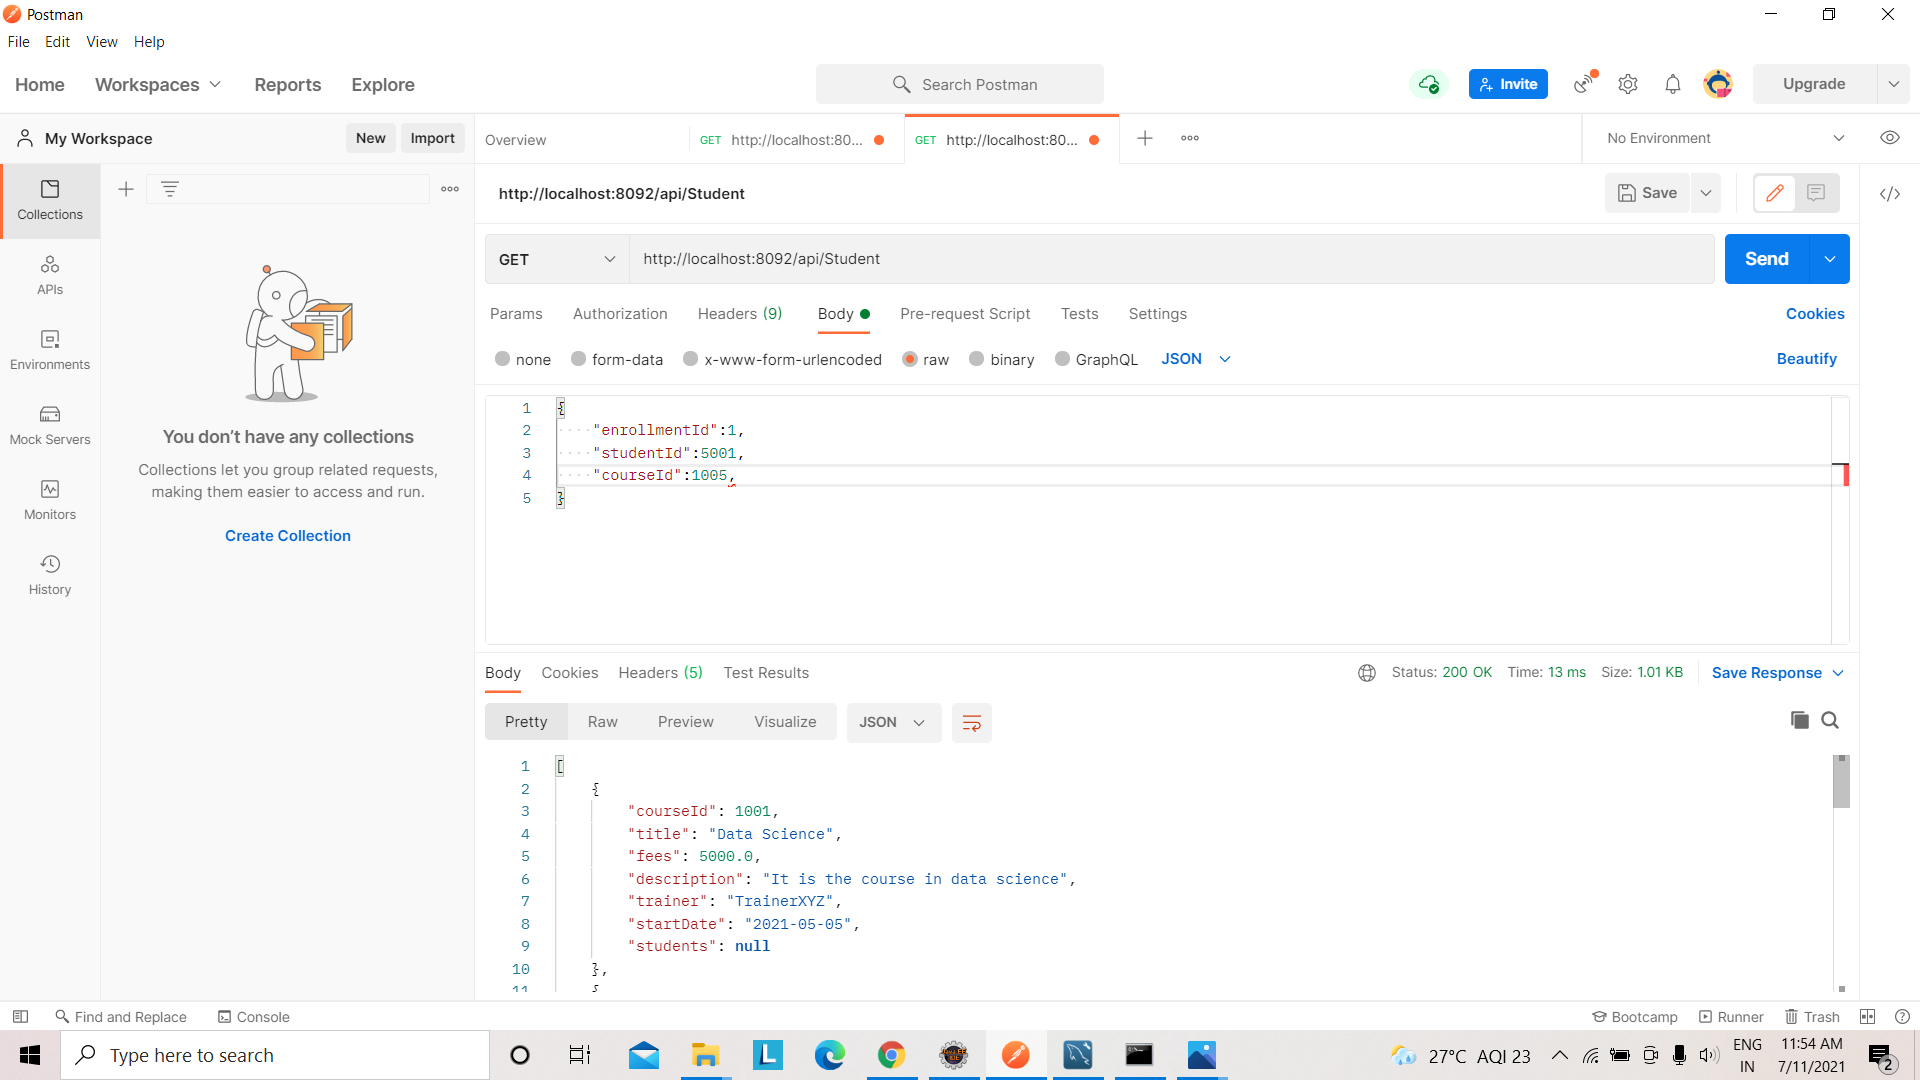 Postman
File Edit View Help
Home Workspaces Reports Explore
Search Postman
Invite
Upgrade
My Workspace
New Import
Overview
GET http://localhost:80...
GET http://localhost:80...
No Environment
Collections
APIs
Environments
Mock Servers
Monitors
History
You don’t have any collections
Collections let you group related requests,
making them easier to access and run.
Create Collection
http://localhost:8092/api/Student
Save
GET http://localhost:8092/api/Student
Send
Params Authorization Headers (9) Body Pre-request Script Tests Settings
Cookies
none form-data x-www-form-urlencoded raw binary GraphQL JSON
Beautify
1 {
2 "enrollmentId":1,
3 "studentId":5001,
4 "courseId":1005,
5 }
Body Cookies Headers (5) Test Results
Status: 200 OK Time: 13 ms Size: 1.01 KB Save Response
Pretty Raw Preview Visualize JSON
1 [
2 {
3 "courseId": 1001,
4 "title": "Data Science",
5 "fees": 5000.0,
6 "description": "It is the course in data science",
7 "trainer": "TrainerXYZ",
8 "startDate": "2021-05-05",
9 "students": null
10 },
11 {
Find and Replace Console
Bootcamp Runner Trash
Type here to search
L
27°C AQI 23
ENG
IN
11:54 AM
7/11/2021
2